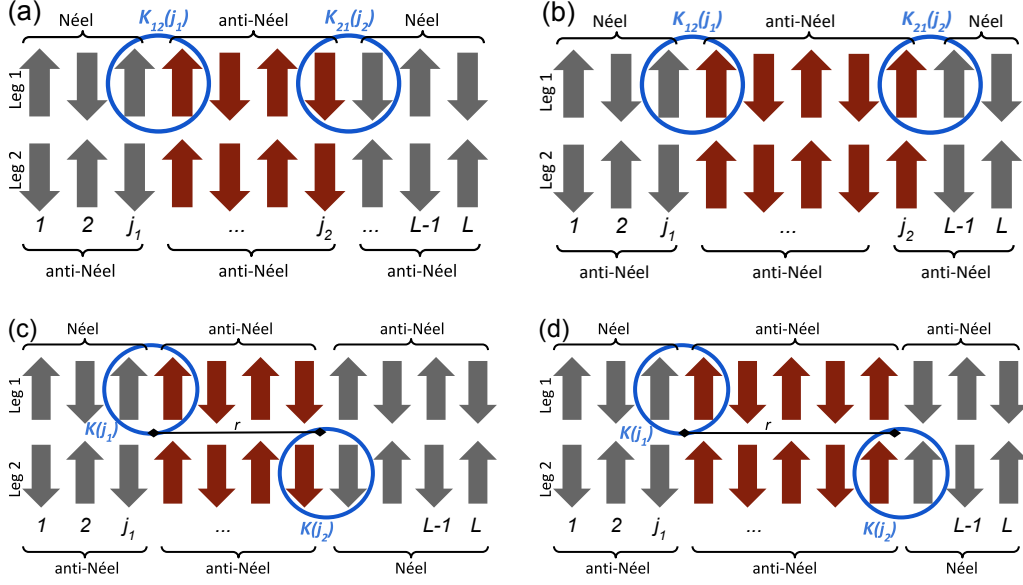 (a)
Néel
K12(j1)
anti-Néel
K21(j2)
Néel
Leg 1
Leg 2
1 2 j1 ... j2 ... L-1 L
anti-Néel
anti-Néel
anti-Néel
(b)
Néel
K12(j1)
anti-Néel
K21(j2)
Néel
Leg 1
Leg 2
1 2 j1 ... j2 L-1 L
anti-Néel
anti-Néel
anti-Néel
(c)
Néel
anti-Néel
anti-Néel
Leg 1
K(j1)
r
Leg 2
K(j2)
1 2 j1 ... L-1 L
anti-Néel
anti-Néel
Néel
(d)
Néel
anti-Néel
anti-Néel
Leg 1
K(j1)
r
Leg 2
K(j2)
1 2 j1 ... L-1 L
anti-Néel
anti-Néel
Néel